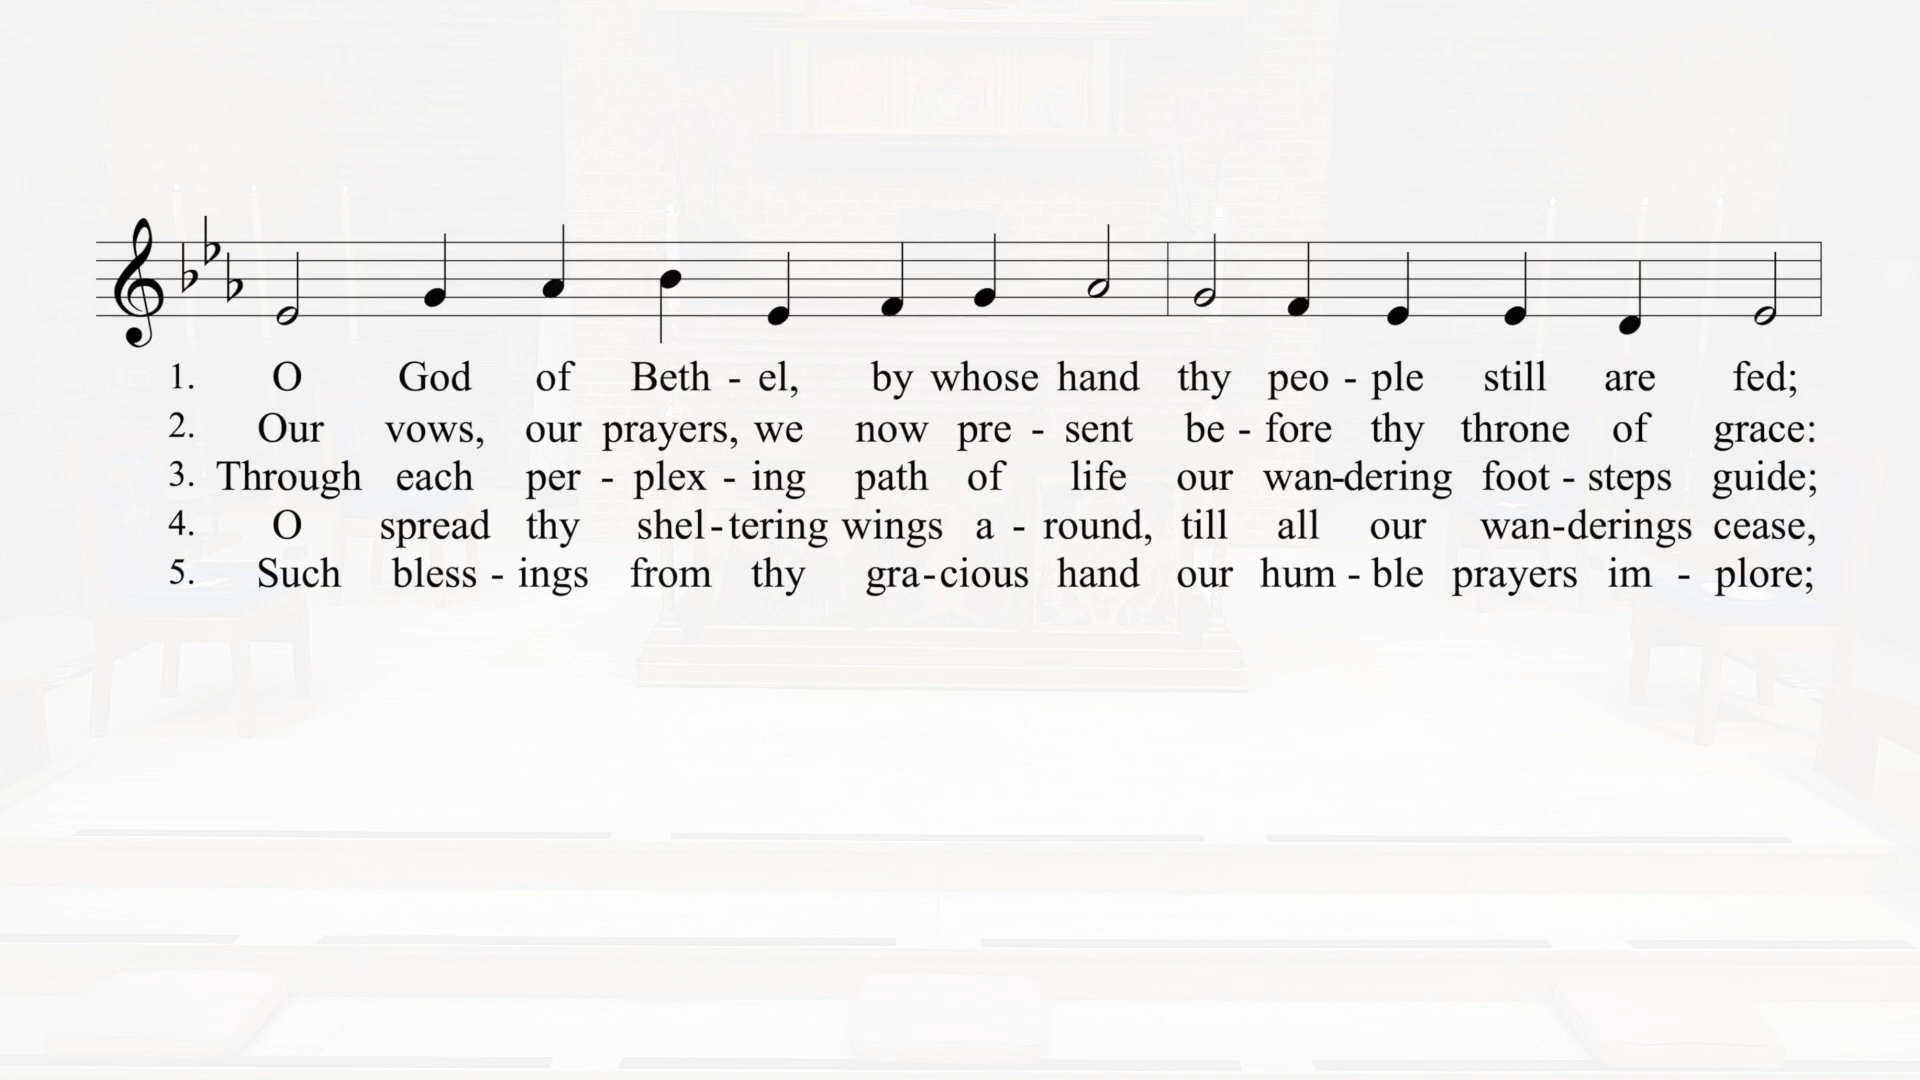 1. O God of Beth - el, by whose hand thy peo - ple still are fed;
2. Our vows, our prayers, we now pre - sent be - fore thy throne of grace:
3. Through each per - plex - ing path of life our wan-dering foot - steps guide;
4. O spread thy shel-tering wings a - round, till all our wan-derings cease,
5. Such bless - ings from thy gra-cious hand our hum - ble prayers im - plore;